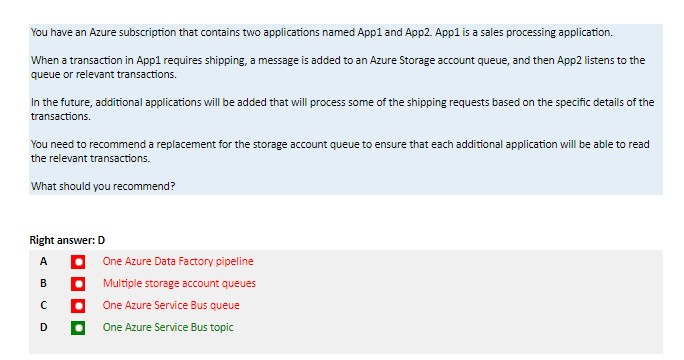 You have an Azure subscription that contains two applications named App1 and App2. App1 is a sales processing application.
When a transaction in App1 requires shipping, a message is added to an Azure Storage account queue, and then App2 listens to the
queue or relevant transactions.
In the future, additional applications will be added that will process some of the shipping requests based on the specific details of the
transactions.
You need to recommend a replacement for the storage account queue to ensure that each additional application will be able to read
the relevant transactions.
What should you recommend?
Right answer: D
A One Azure Data Factory pipeline
B Multiple storage account queues
C One Azure Service Bus queue
D One Azure Service Bus topic